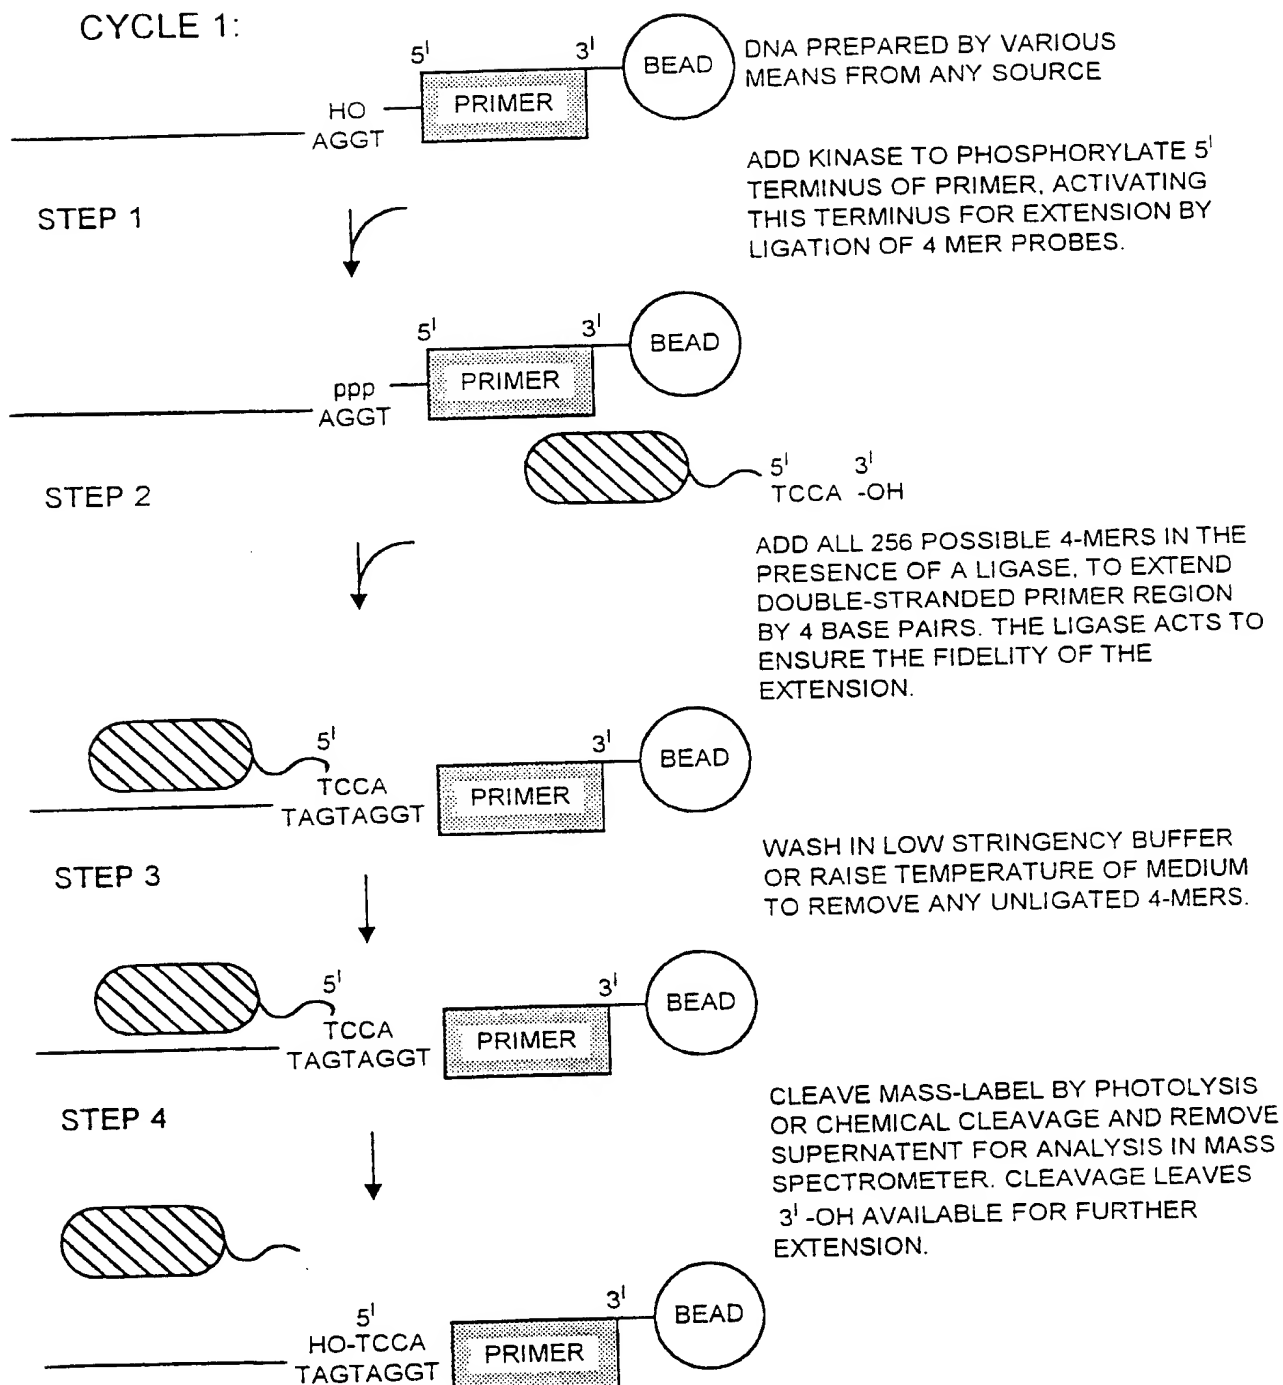 CYCLE 1:
5' 3'
BEAD
DNA PREPARED BY VARIOUS
MEANS FROM ANY SOURCE
PRIMER
HO
AGGT
ADD KINASE TO PHOSPHORYLATE 5'
TERMINUS OF PRIMER, ACTIVATING
THIS TERMINUS FOR EXTENSION BY
LIGATION OF 4 MER PROBES.
STEP 1
5' 3'
BEAD
PRIMER
ppp
AGGT
5' 3'
TCCA -OH
STEP 2
ADD ALL 256 POSSIBLE 4-MERS IN THE
PRESENCE OF A LIGASE, TO EXTEND
DOUBLE-STRANDED PRIMER REGION
BY 4 BASE PAIRS. THE LIGASE ACTS TO
ENSURE THE FIDELITY OF THE
EXTENSION.
5' 3'
BEAD
TCCA
TAGTAGGT
PRIMER
WASH IN LOW STRINGENCY BUFFER
OR RAISE TEMPERATURE OF MEDIUM
TO REMOVE ANY UNLIGATED 4-MERS.
STEP 3
5' 3'
BEAD
TCCA
TAGTAGGT
PRIMER
CLEAVE MASS-LABEL BY PHOTOLYSIS
OR CHEMICAL CLEAVAGE AND REMOVE
SUPERNATENT FOR ANALYSIS IN MASS
SPECTROMETER. CLEAVAGE LEAVES
3' -OH AVAILABLE FOR FURTHER
EXTENSION.
STEP 4
5' 3'
BEAD
HO-TCCA
TAGTAGGT
PRIMER